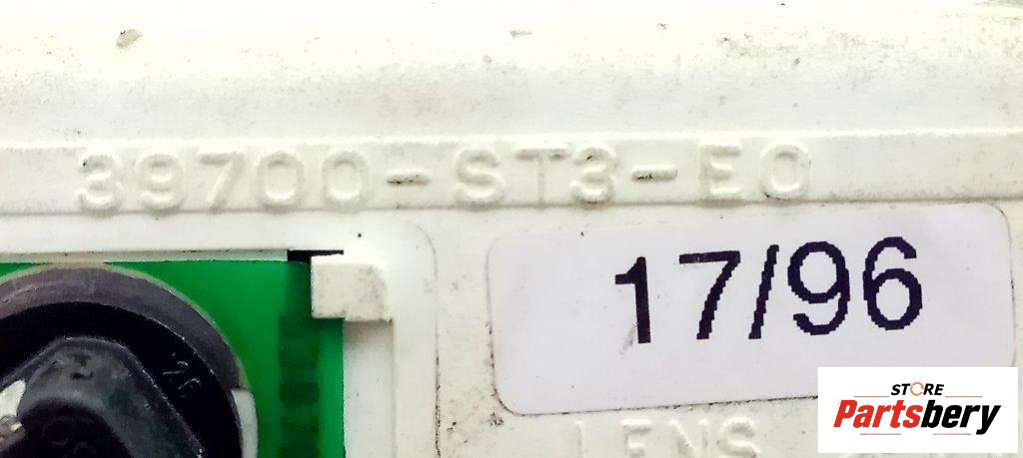 39700-ST3-E0
17/96
LENS
STORE
Partsbery